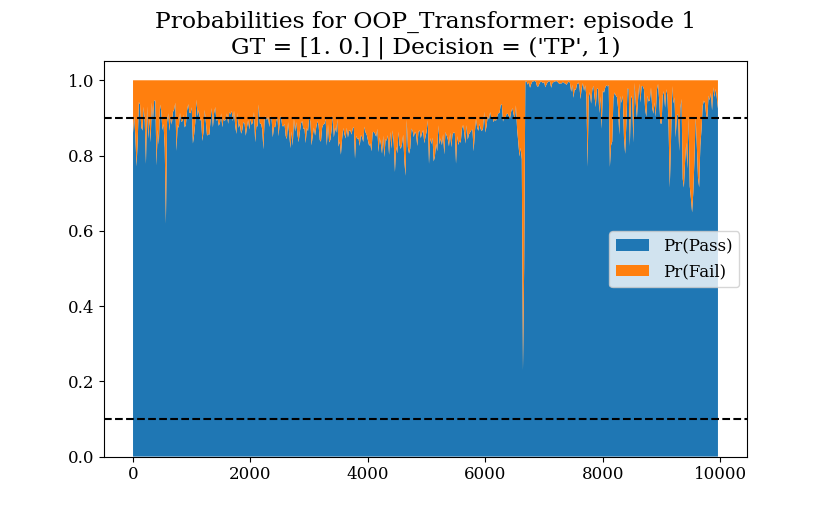 Probabilities for OOP_Transformer: episode 1
GT = [1. 0.] | Decision = ('TP', 1)
1.0
0.8
0.6
0.4
0.2
0.0
Pr(Pass)
Pr(Fail)
0 2000 4000 6000 8000 10000